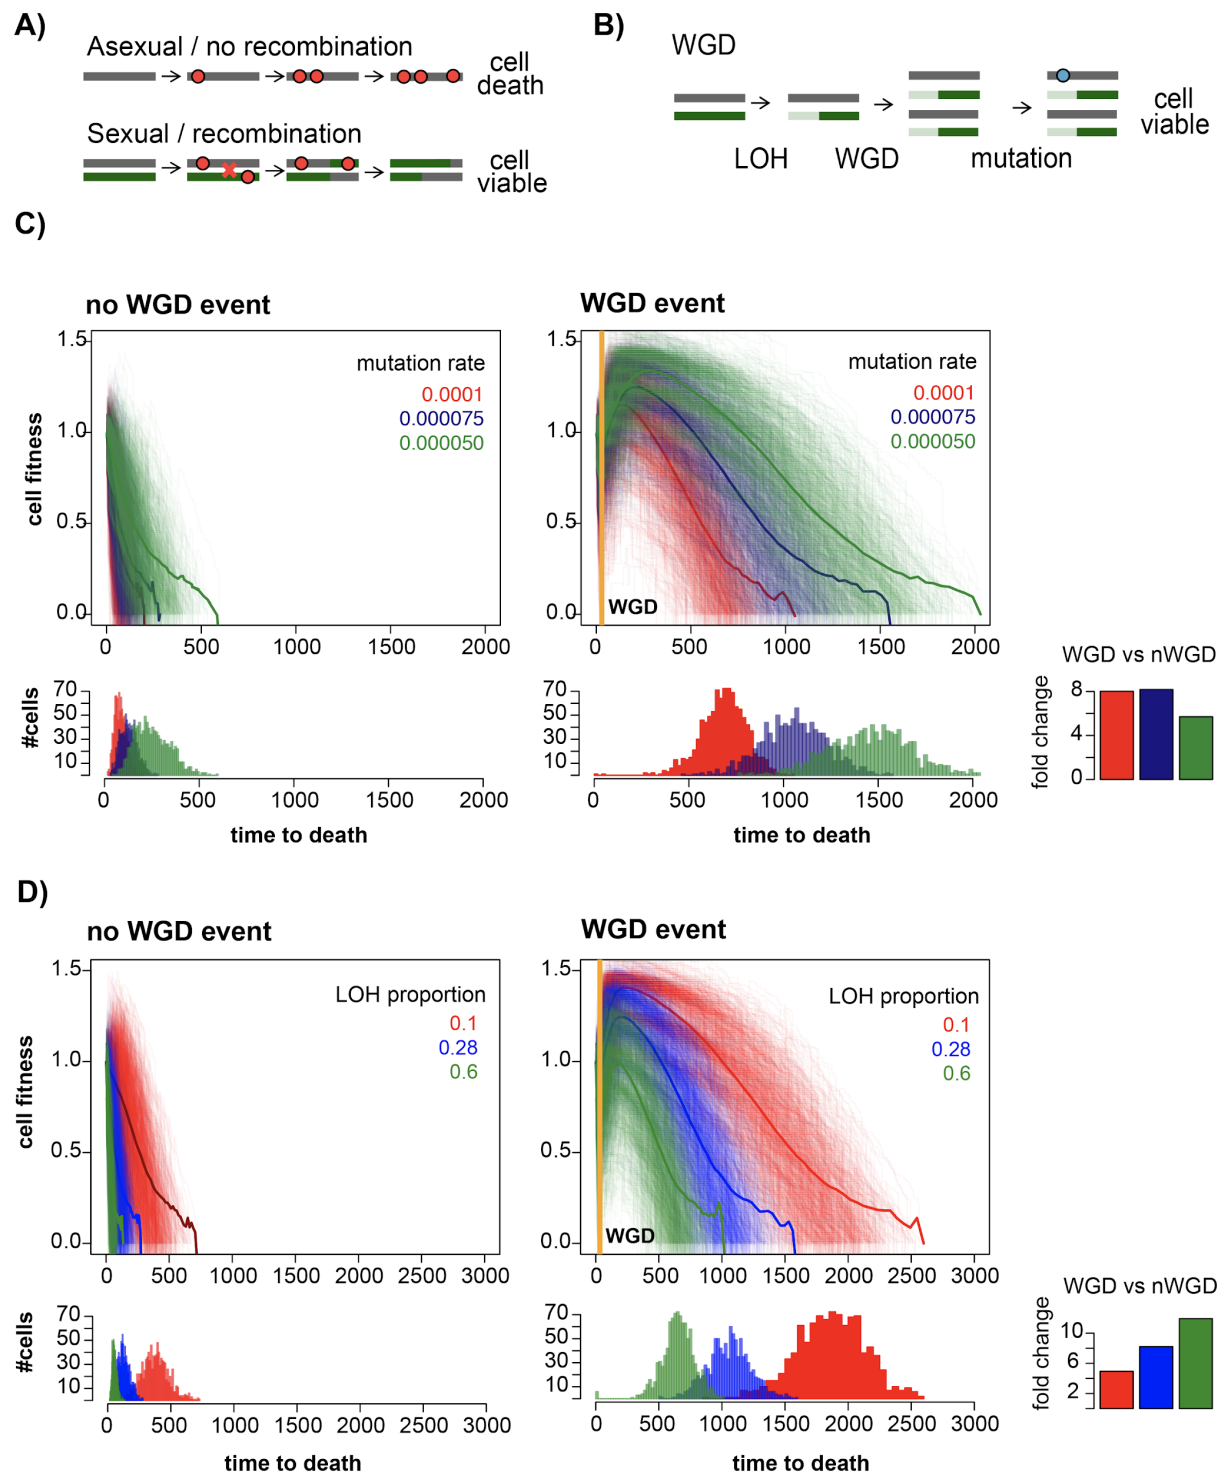 A)
Asexual / no recombination
cell
death
Sexual / recombination
cell
viable
B)
WGD
LOH
WGD
mutation
cell
viable
C)
no WGD event
cell fitness
1.5
1.0
0.5
0.0
mutation rate
0.0001
0.000075
0.000050
0 500 1000 1500 2000
#cells
70
50
30
10
0 500 1000 1500 2000
time to death
WGD event
1.5
1.0
0.5
0.0
mutation rate
0.0001
0.000075
0.000050
WGD
0 500 1000 1500 2000
70
50
30
10
0 500 1000 1500 2000
time to death
WGD vs nWGD
fold change
8
4
0
D)
no WGD event
cell fitness
1.5
1.0
0.5
0.0
LOH proportion
0.1
0.28
0.6
0 500 1000 1500 2000 2500 3000
#cells
70
50
30
10
0 500 1000 1500 2000 2500 3000
time to death
WGD event
1.5
1.0
0.5
0.0
LOH proportion
0.1
0.28
0.6
WGD
0 500 1000 1500 2000 2500 3000
70
50
30
10
0 500 1000 1500 2000 2500 3000
time to death
WGD vs nWGD
fold change
10
6
2